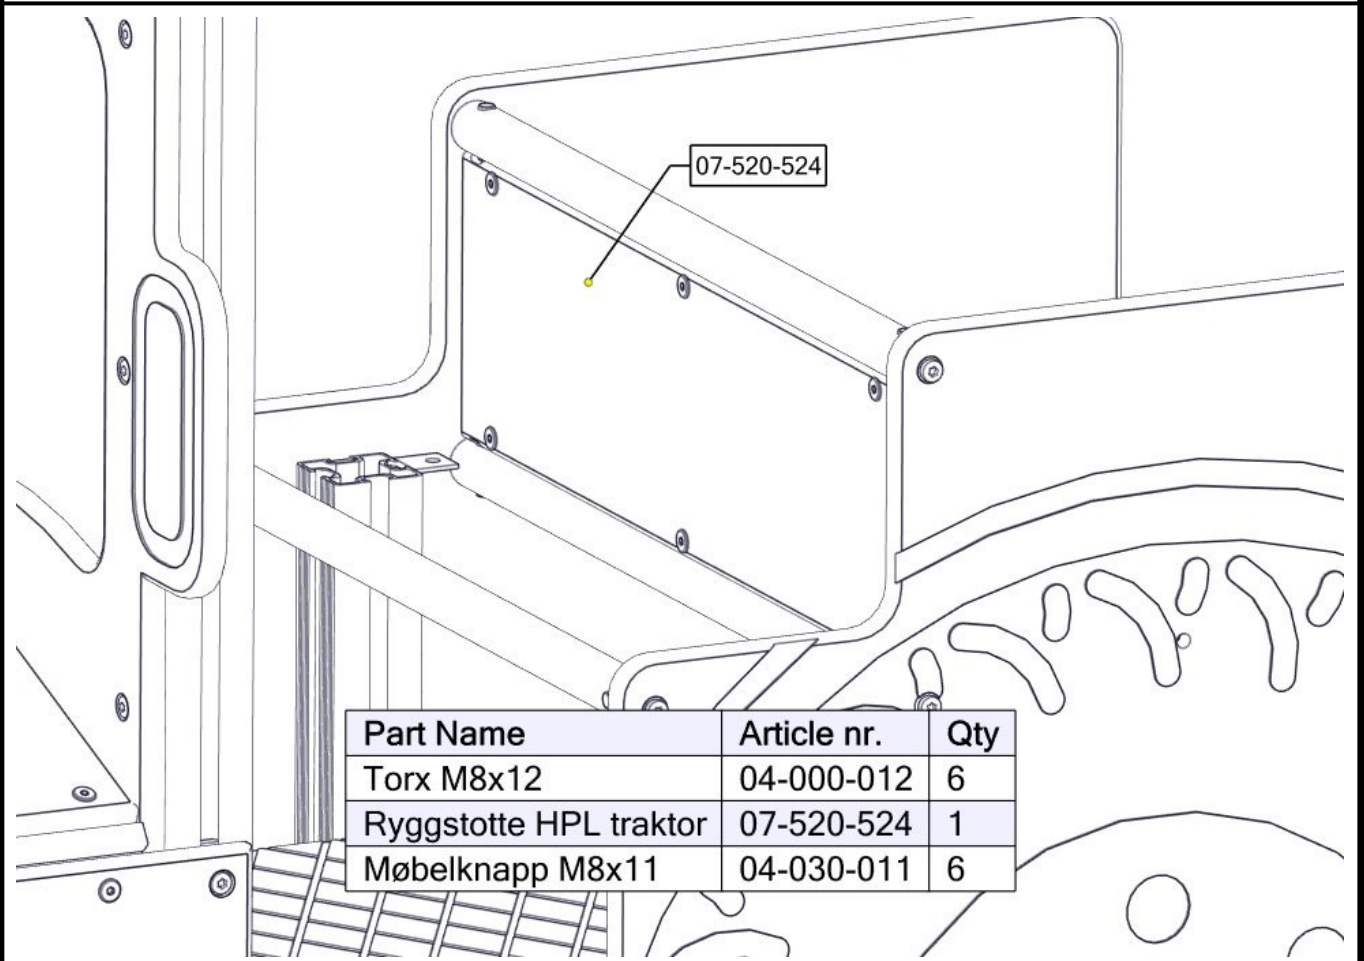 07-520-524
Part Name Article nr. Qty
Torx M8x12 04-000-012 6
Ryggstotte HPL traktor 07-520-524 1
Møbelknapp M8x11 04-030-011 6